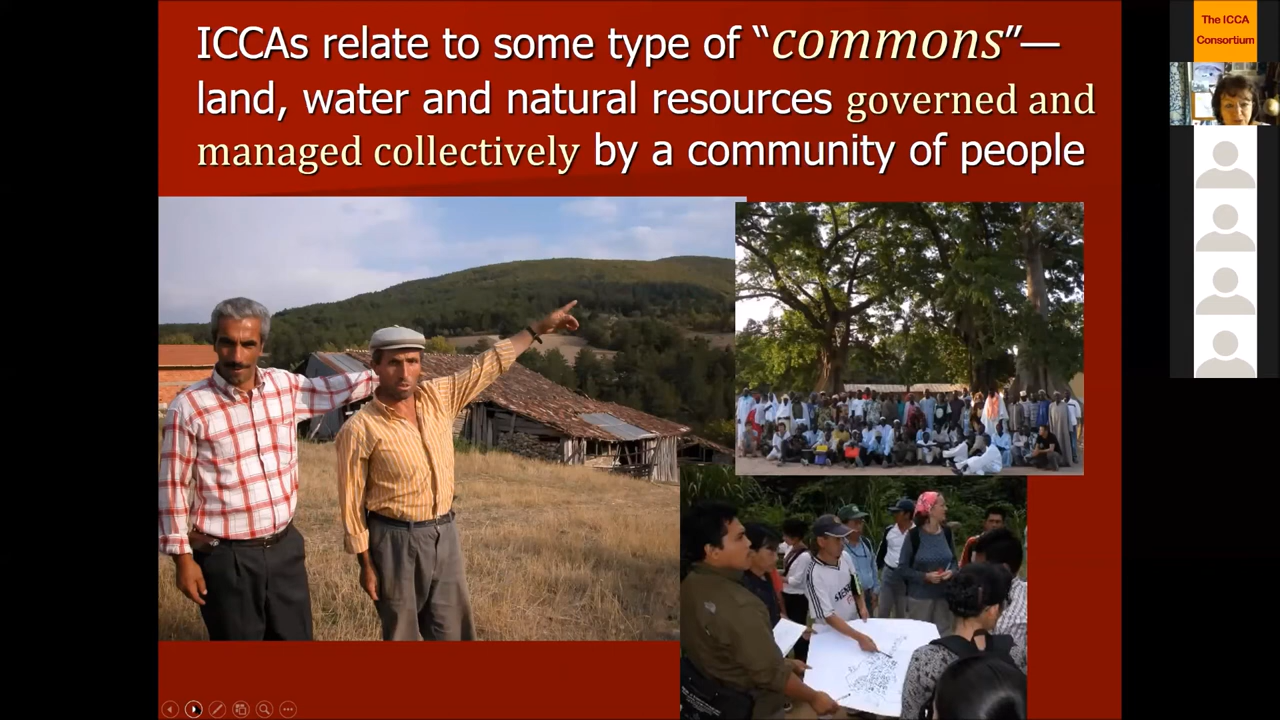 ICCAs relate to some type of “commons”—
land, water and natural resources governed and
managed collectively by a community of people
The ICCA
Consortium